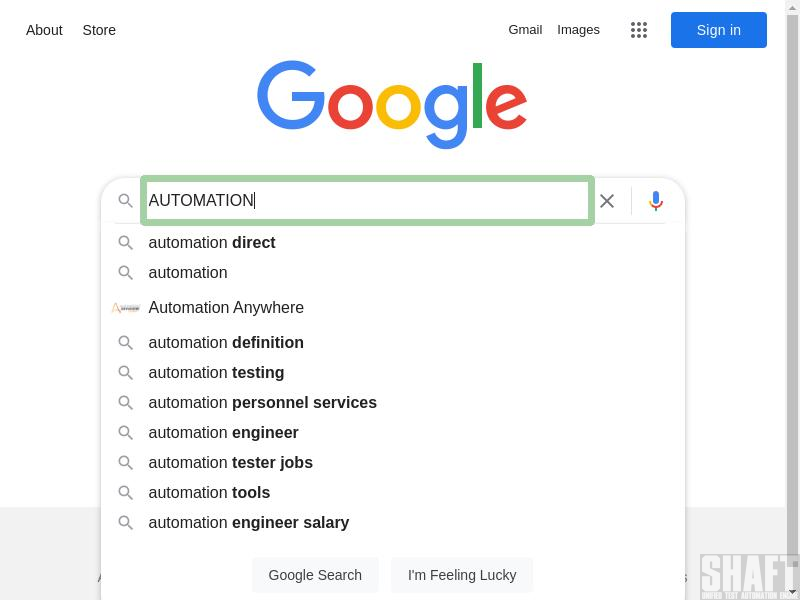 About Store Gmail Images Sign in
Google
AUTOMATION
automation direct
automation
Automation Anywhere
automation definition
automation testing
automation personnel services
automation engineer
automation tester jobs
automation tools
automation engineer salary
Google Search I'm Feeling Lucky
SHAFT